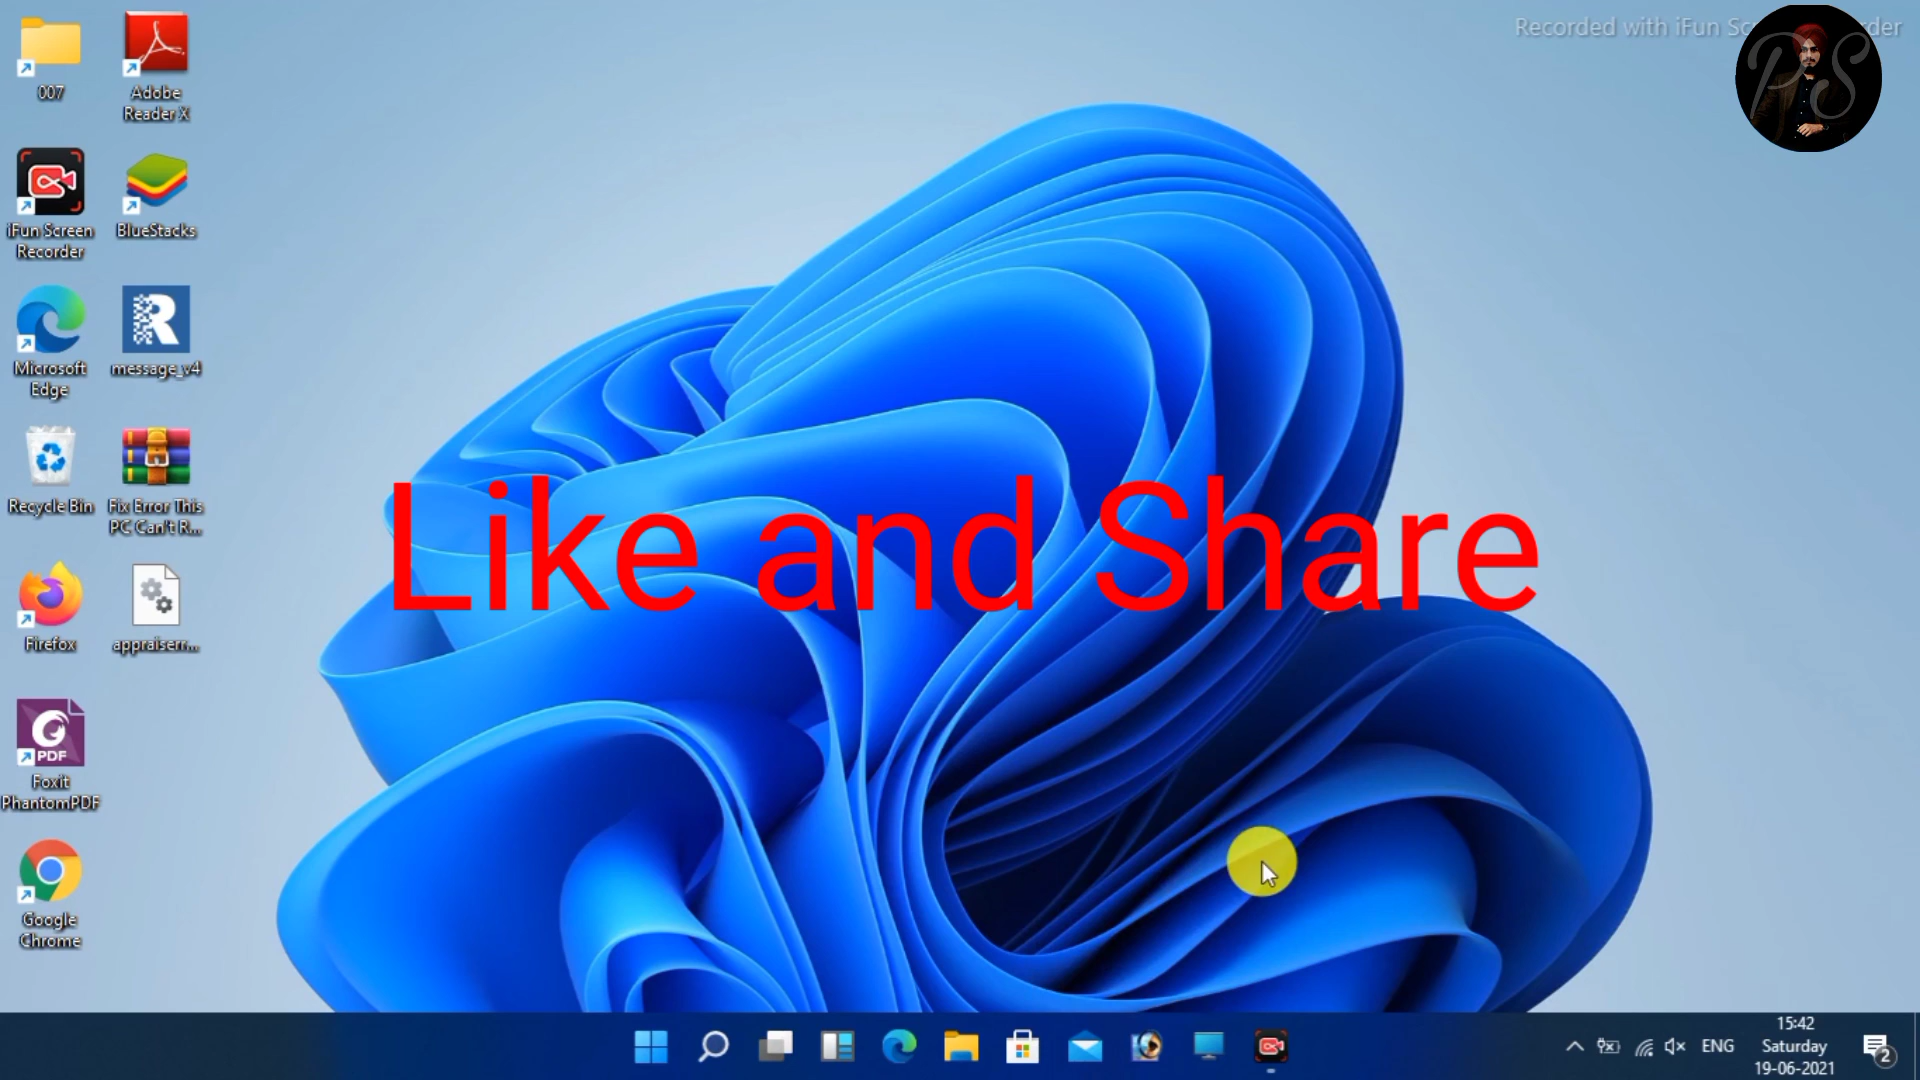 Recorded with iFun Sc
der
PS
007
Adobe
Reader X
iFun Screen
Recorder
BlueStacks
Microsoft
Edge
message_v4
Recycle Bin
Fix Error This
PC Can't R...
Firefox
appraiserr...
PDF
Foxit
PhantomPDF
Google
Chrome
Like and Share
ENG
15:42
Saturday
19-06-2021
2